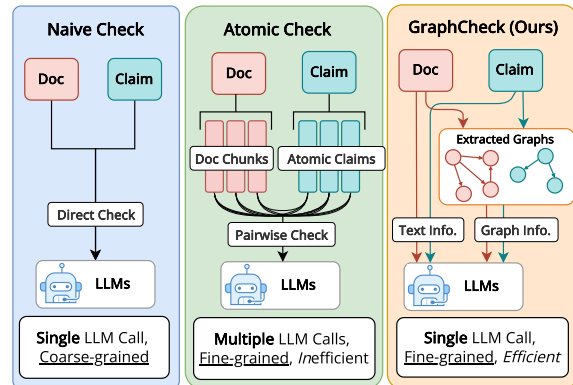 Naive Check
Doc
Claim
Direct Check
LLMs
Single LLM Call,
Coarse-grained
Atomic Check
Doc
Claim
Doc Chunks
Atomic Claims
Pairwise Check
LLMs
Multiple LLM Calls,
Fine-grained, Inefficient
GraphCheck (Ours)
Doc
Claim
Extracted Graphs
Text Info.
Graph Info.
LLMs
Single LLM Call,
Fine-grained, Efficient